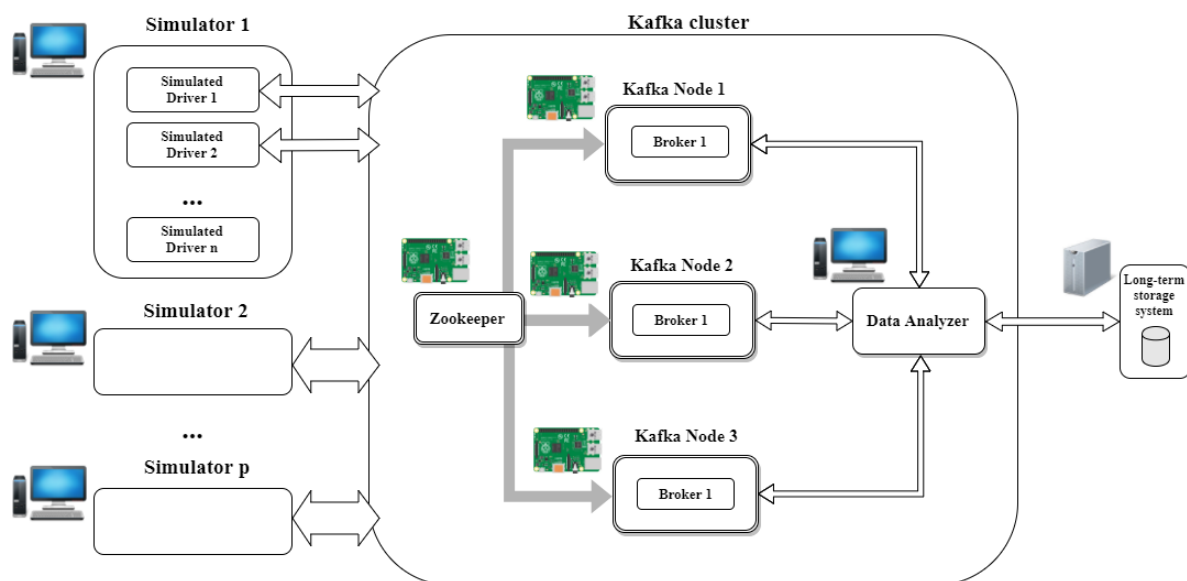 Simulator 1
Simulated
Driver 1
Simulated
Driver 2
...
Simulated
Driver n
Simulator 2
...
Simulator p
Kafka cluster
Kafka Node 1
Broker 1
Zookeeper
Kafka Node 2
Broker 1
Kafka Node 3
Broker 1
Data Analyzer
Long-term
storage
system